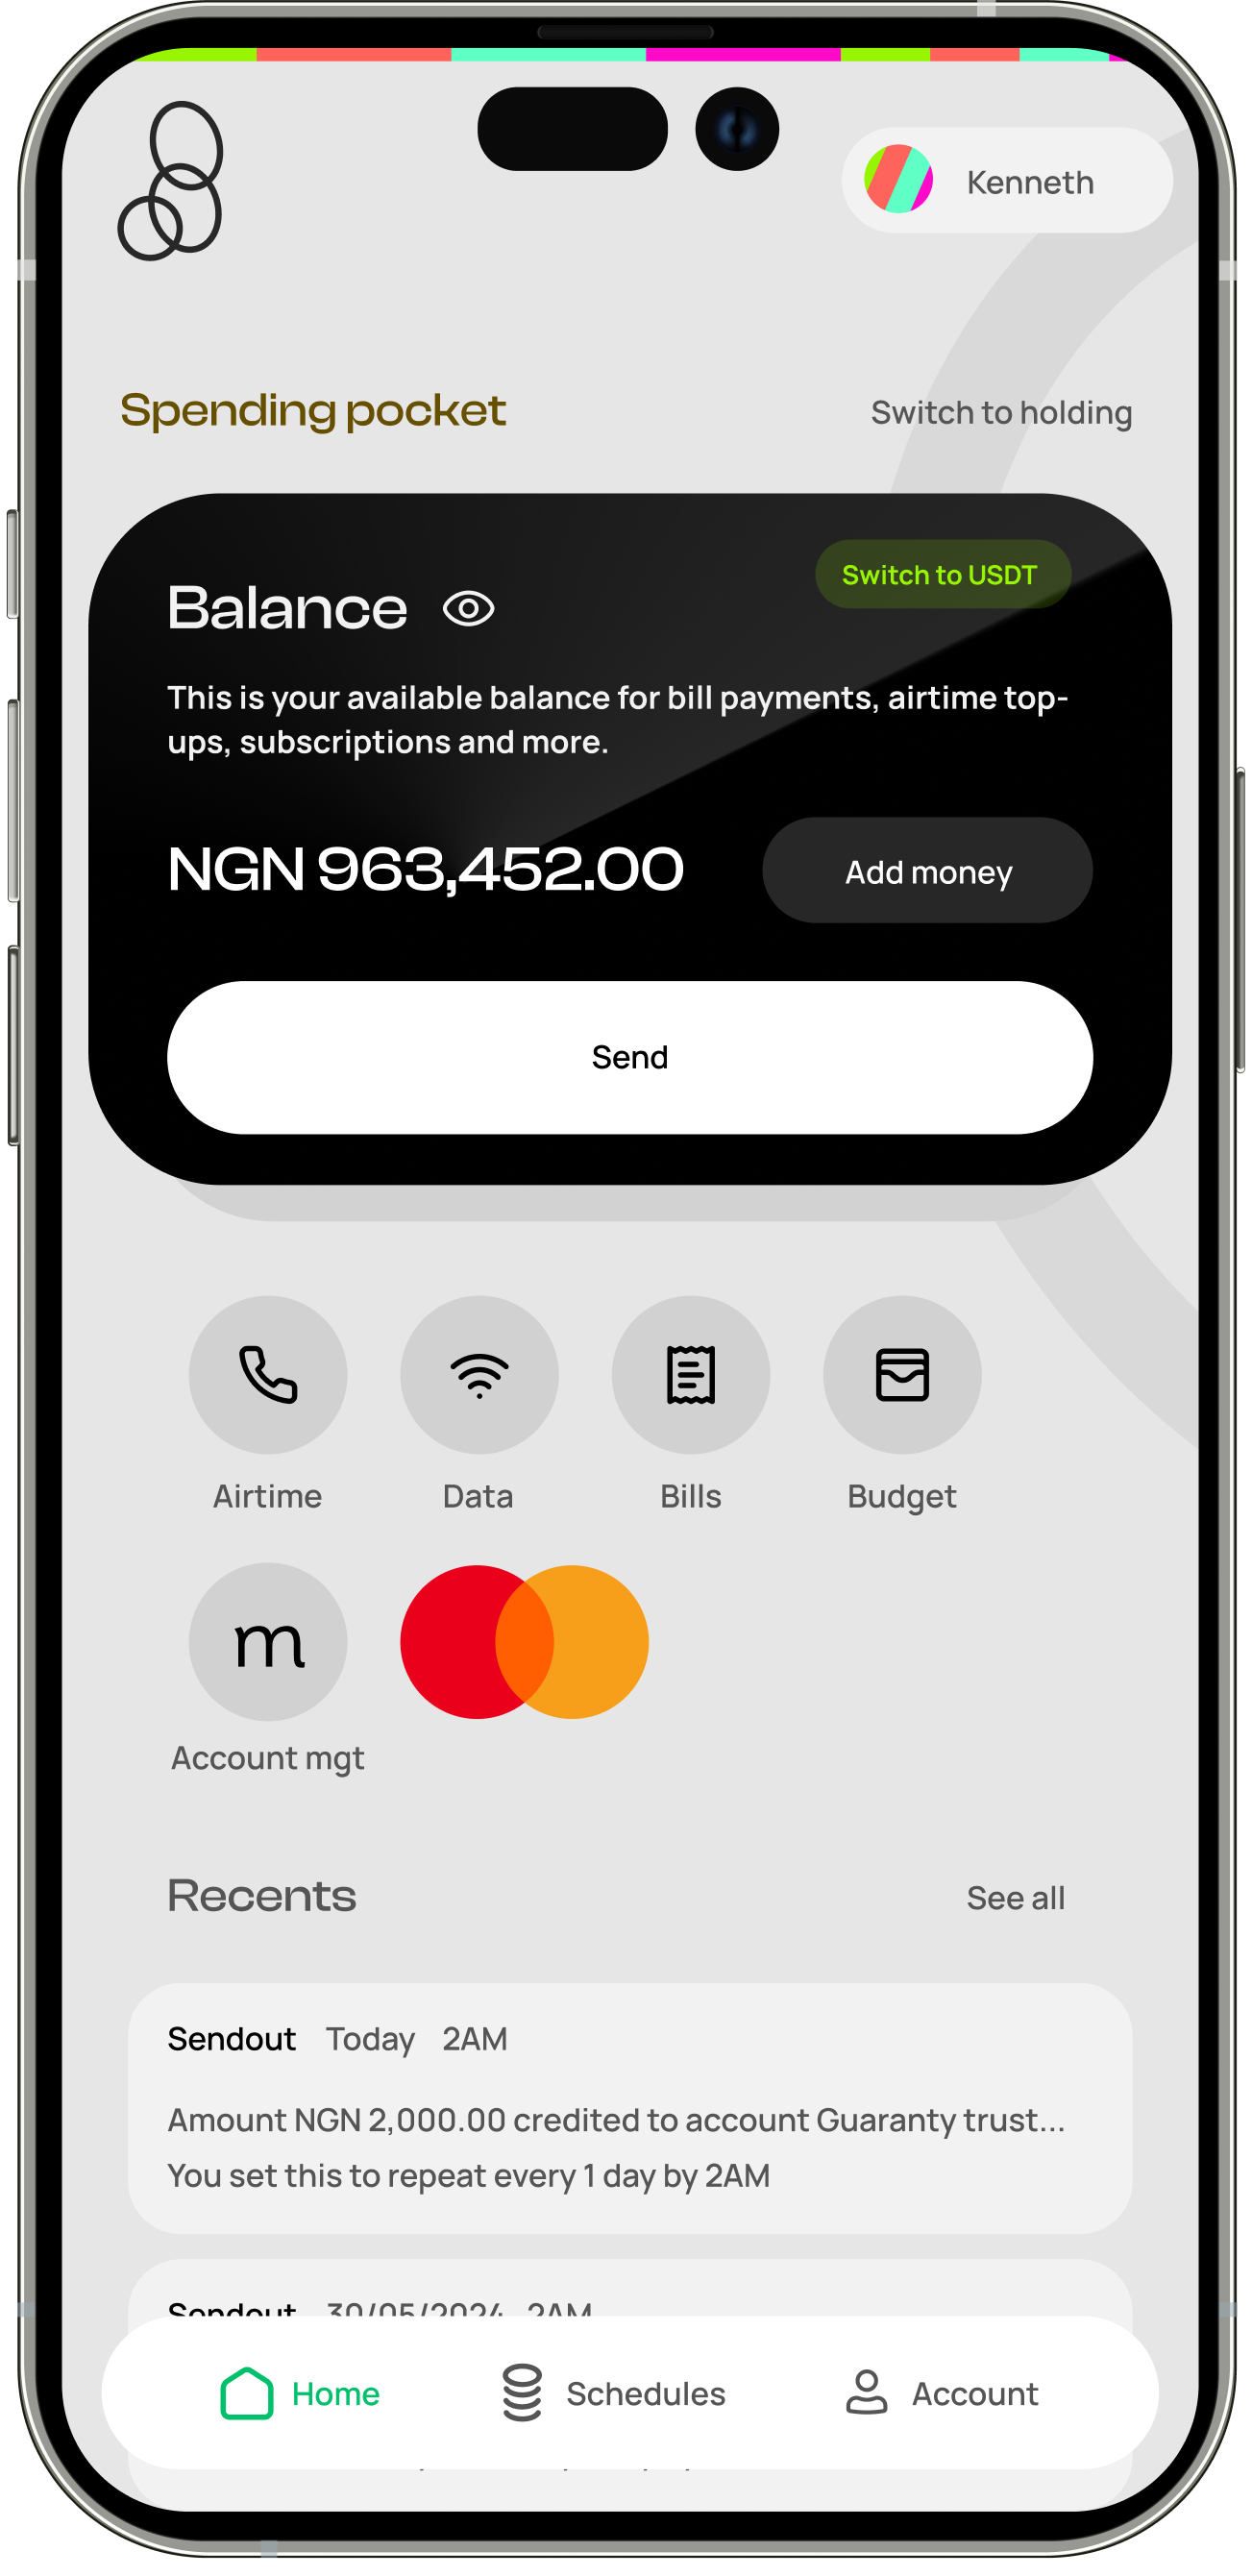 Kenneth
Spending pocket
Switch to holding
Switch to USDT
Balance
This is your available balance for bill payments, airtime top-
ups, subscriptions and more.
NGN 963,452.00
Add money
Send
Airtime
Data
Bills
Budget
m
Account mgt
Recents
See all
Sendout Today 2AM
Amount NGN 2,000.00 credited to account Guaranty trust...
You set this to repeat every 1 day by 2AM
Sendout 30/05/2024 2AM
Home
Schedules
Account